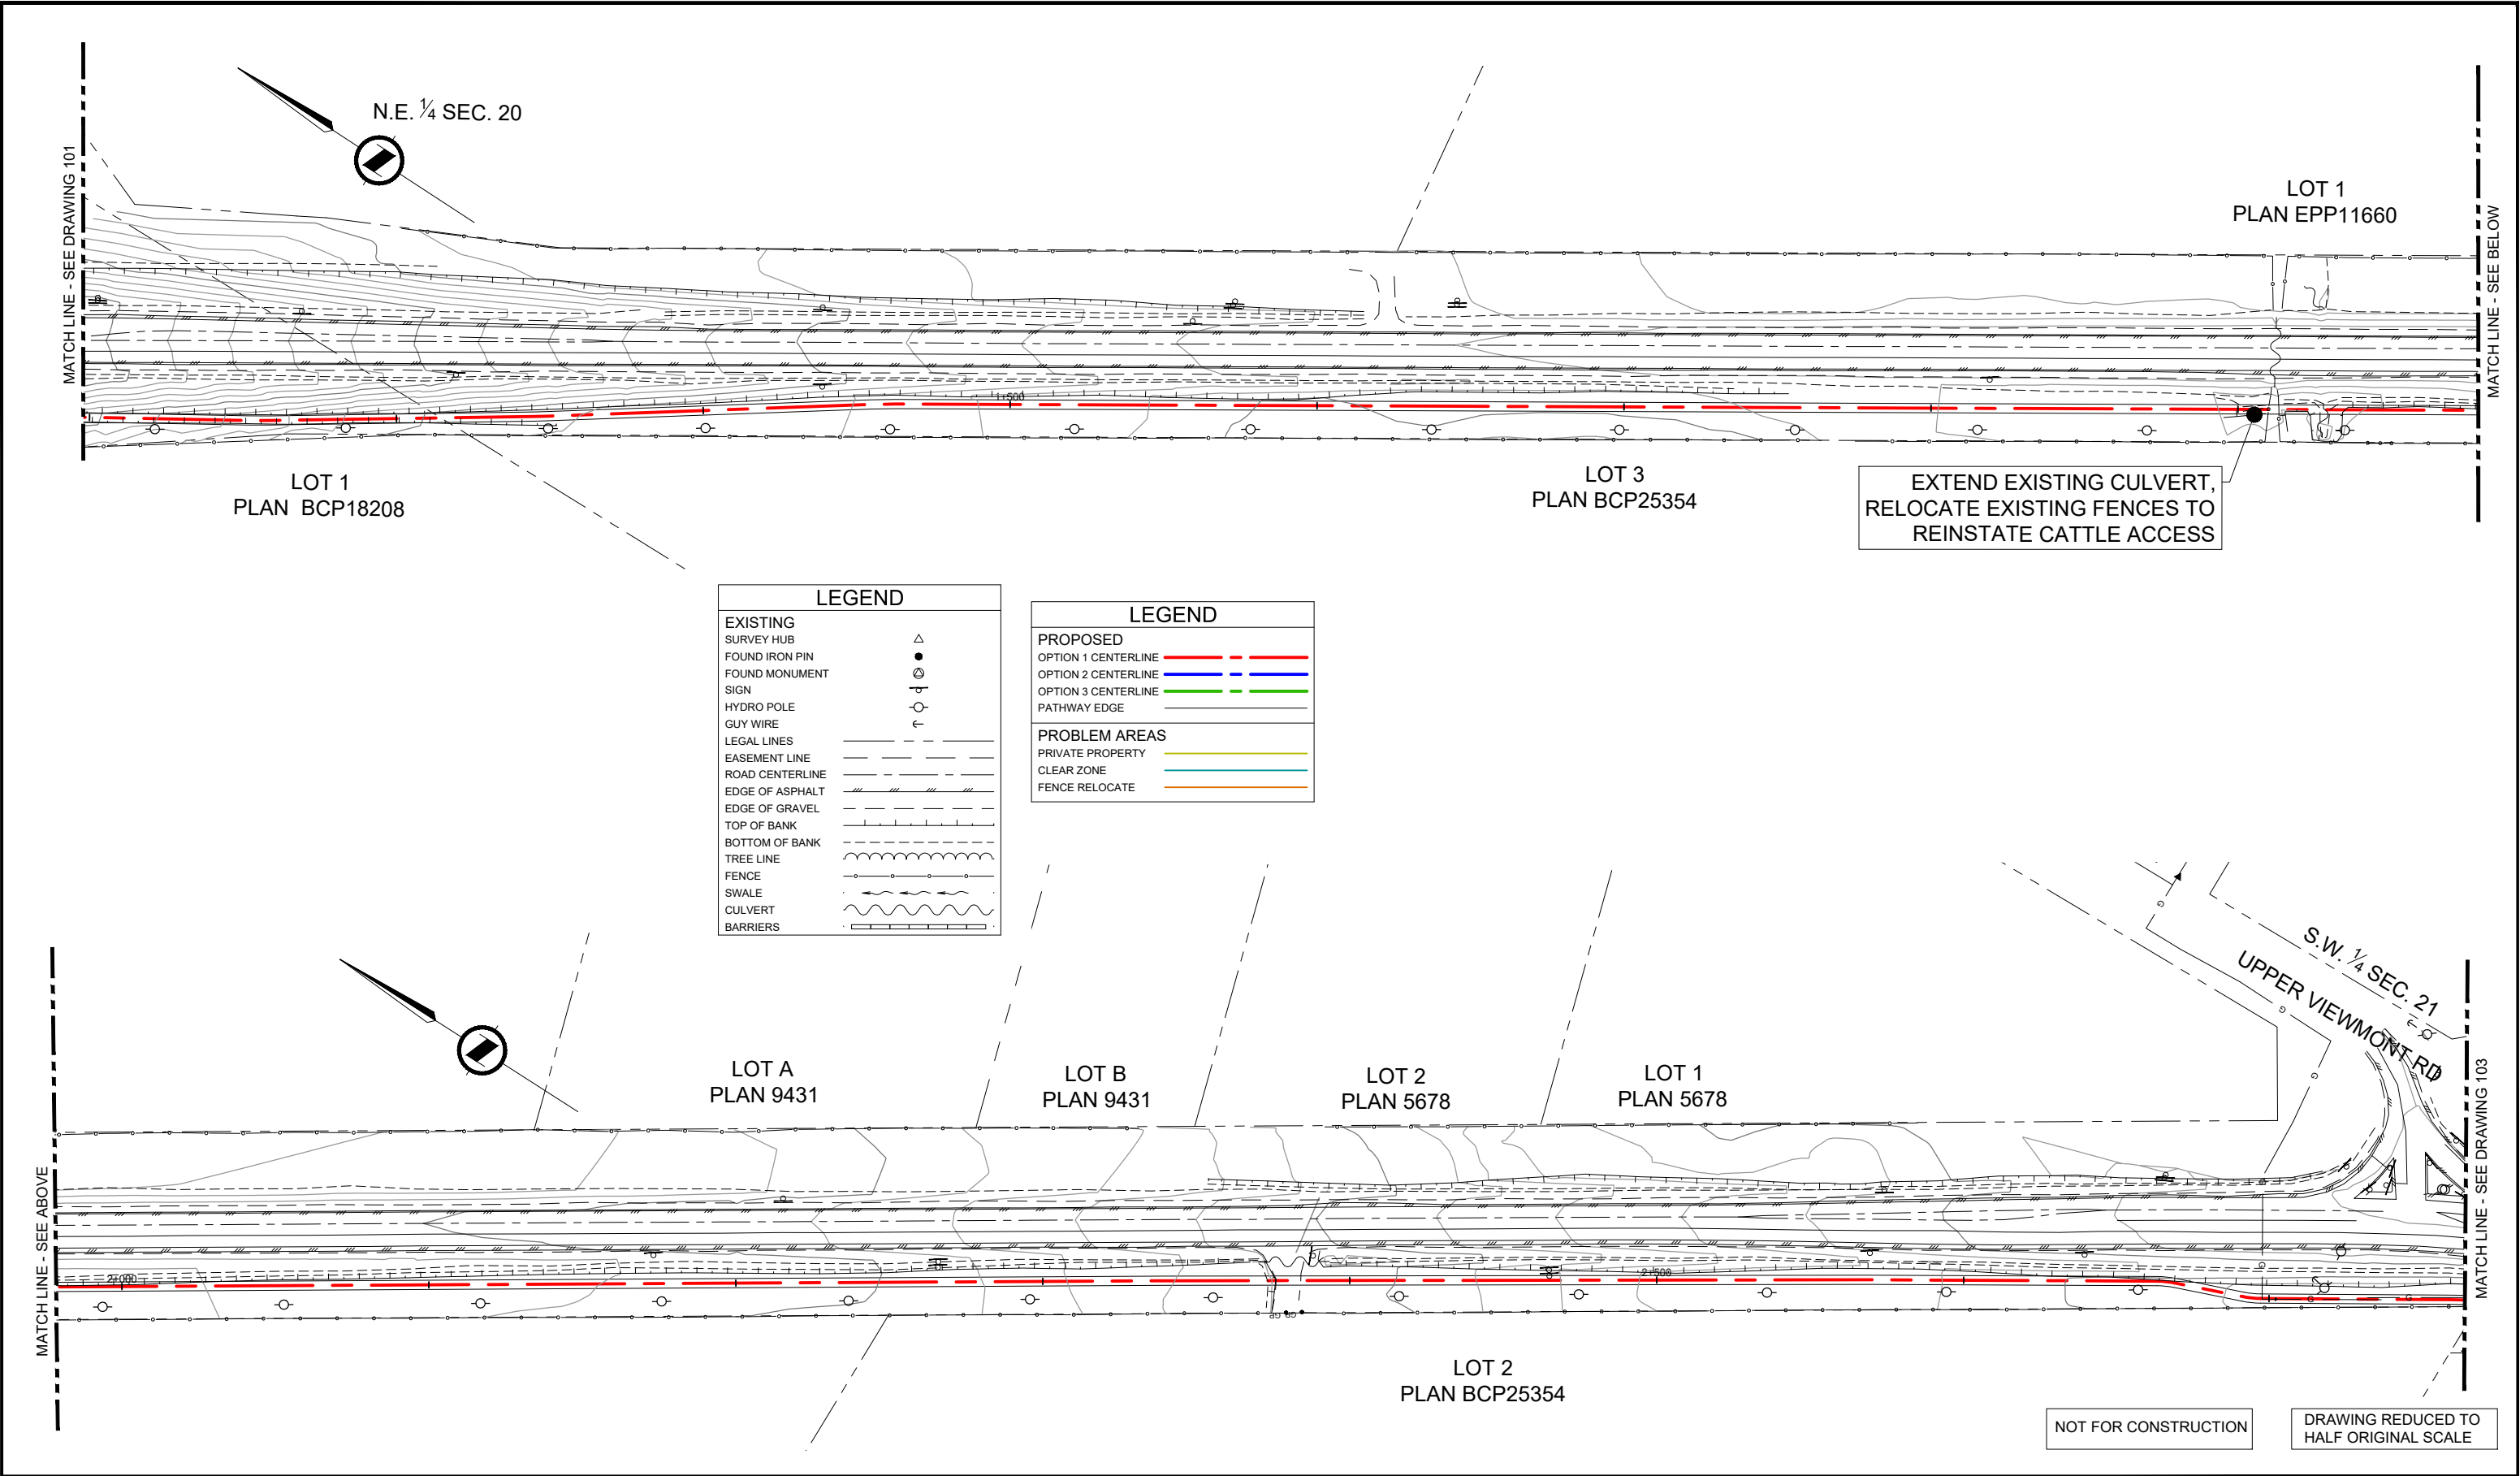 N.E. ¼ SEC. 20
MATCH LINE - SEE DRAWING 101
LOT 1
PLAN EPP11660
MATCH LINE - SEE BELOW
1+500
LOT 1
PLAN BCP18208
LOT 3
PLAN BCP25354
EXTEND EXISTING CULVERT,
RELOCATE EXISTING FENCES TO
REINSTATE CATTLE ACCESS
LEGEND
EXISTING
SURVEY HUB
FOUND IRON PIN
FOUND MONUMENT
SIGN
HYDRO POLE
GUY WIRE
LEGAL LINES
EASEMENT LINE
ROAD CENTERLINE
EDGE OF ASPHALT
EDGE OF GRAVEL
TOP OF BANK
BOTTOM OF BANK
TREE LINE
FENCE
SWALE
CULVERT
BARRIERS
LEGEND
PROPOSED
OPTION 1 CENTERLINE
OPTION 2 CENTERLINE
OPTION 3 CENTERLINE
PATHWAY EDGE
PROBLEM AREAS
PRIVATE PROPERTY
CLEAR ZONE
FENCE RELOCATE
S.W. ¼ SEC. 21
UPPER VIEWMONT RD
G
G
G
LOT A
PLAN 9431
LOT B
PLAN 9431
LOT 2
PLAN 5678
LOT 1
PLAN 5678
MATCH LINE - SEE ABOVE
MATCH LINE - SEE DRAWING 103
2+000
2+500
G
G
GP
GP
LOT 2
PLAN BCP25354
NOT FOR CONSTRUCTION
DRAWING REDUCED TO
HALF ORIGINAL SCALE